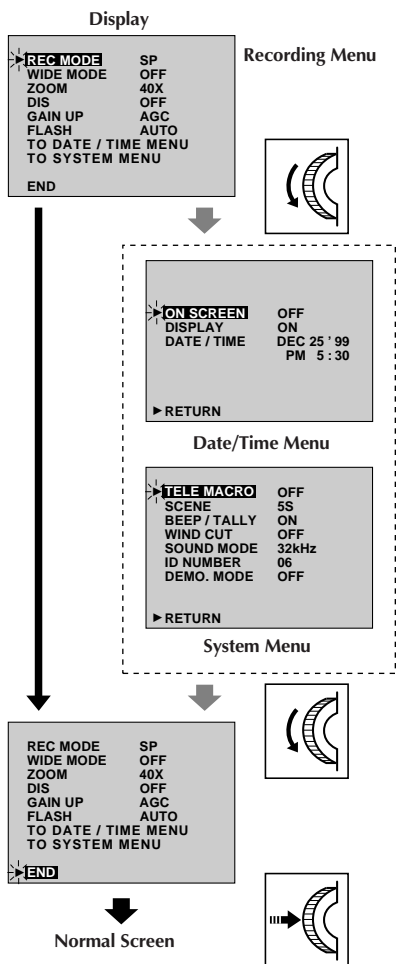 Display
Recording Menu
►REC MODE SP
WIDE MODE OFF
ZOOM 40X
DIS OFF
GAIN UP AGC
FLASH AUTO
TO DATE / TIME MENU
TO SYSTEM MENU
END
►ON SCREEN OFF
DISPLAY ON
DATE / TIME DEC 25 ' 99
PM 5 : 30
►RETURN
Date/Time Menu
►TELE MACRO OFF
SCENE 5S
BEEP / TALLY ON
WIND CUT OFF
SOUND MODE 32kHz
ID NUMBER 06
DEMO. MODE OFF
►RETURN
System Menu
REC MODE SP
WIDE MODE OFF
ZOOM 40X
DIS OFF
GAIN UP AGC
FLASH AUTO
TO DATE / TIME MENU
TO SYSTEM MENU
►END
Normal Screen